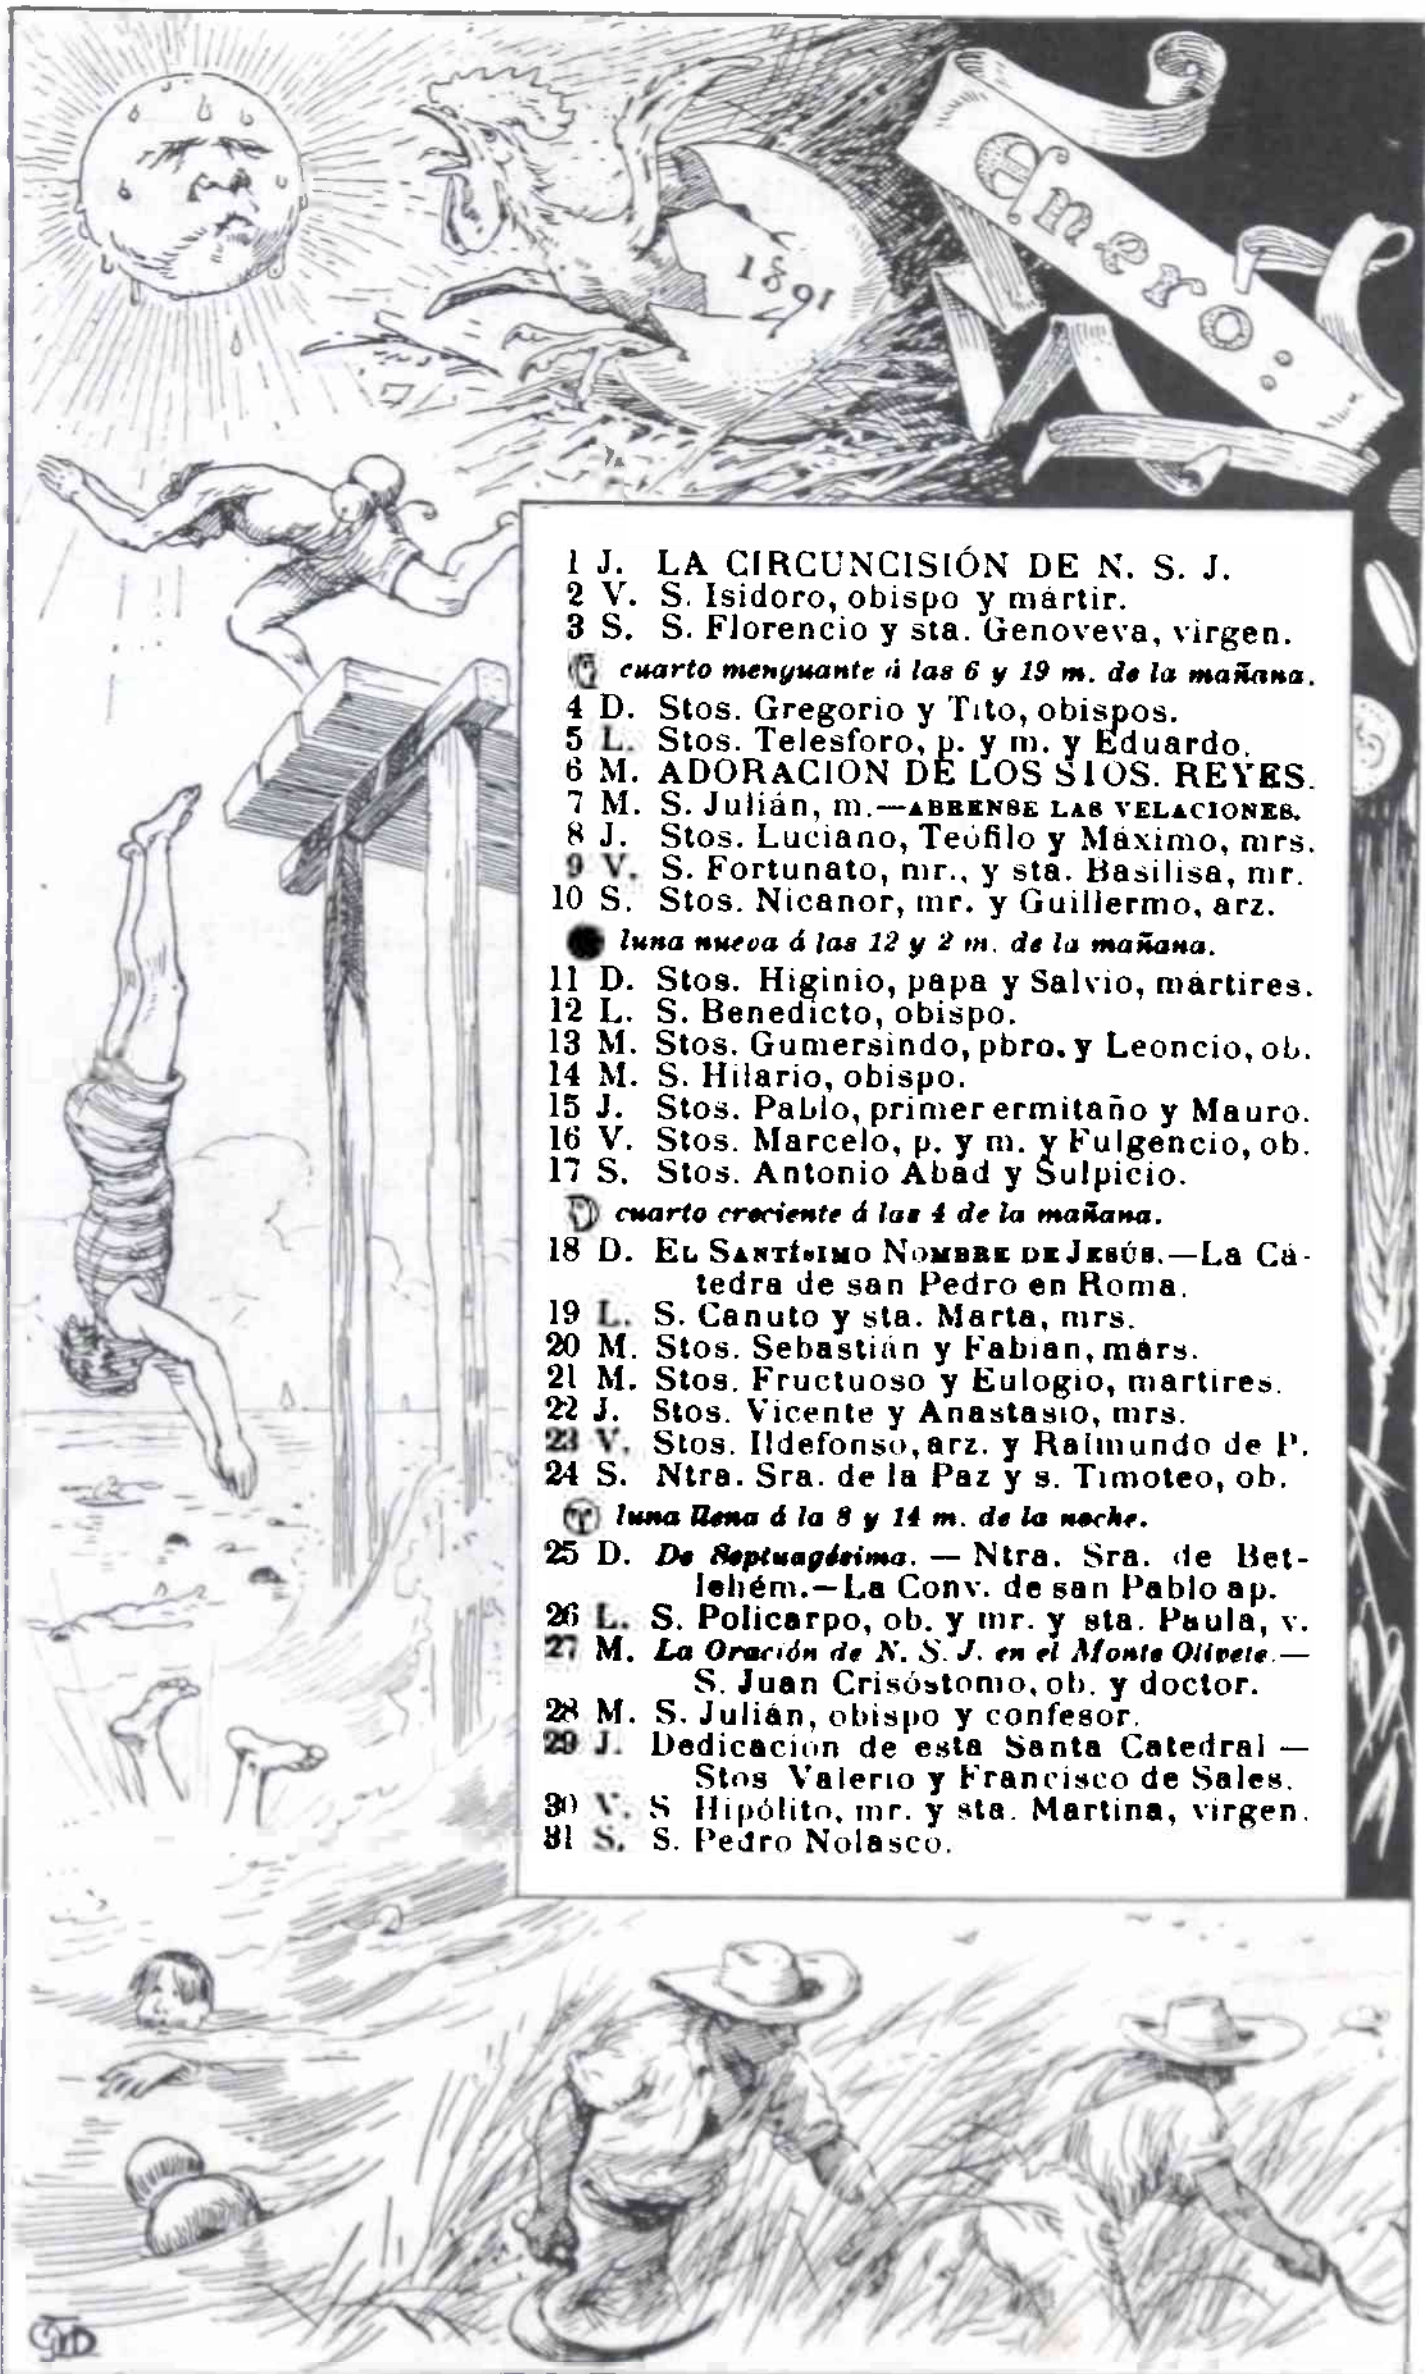 Enero.
1891
1 J. LA CIRCUNCISIÓN DE N. S. J.
2 V. S. Isidoro, obispo y mártir.
3 S. S. Florencio y sta. Genoveva, virgen.
cuarto menguante á las 6 y 19 m. de la mañana.
4 D. Stos. Gregorio y Tito, obispos.
5 L. Stos. Telesforo, p. y m. y Eduardo.
6 M. ADORACION DE LOS STOS. REYES.
7 M. S. Julián, m.—ABRENSE LAS VELACIONES.
8 J. Stos. Luciano, Teófilo y Máximo, mrs.
9 V. S. Fortunato, mr., y sta. Basilisa, mr.
10 S. Stos. Nicanor, mr. y Guillermo, arz.
luna nueva á las 12 y 2 m. de la mañana.
11 D. Stos. Higinio, papa y Salvio, mártires.
12 L. S. Benedicto, obispo.
13 M. Stos. Gumersindo, pbro. y Leoncio, ob.
14 M. S. Hilario, obispo.
15 J. Stos. Pablo, primer ermitaño y Mauro.
16 V. Stos. Marcelo, p. y m. y Fulgencio, ob.
17 S. Stos. Antonio Abad y Sulpicio.
cuarto creciente á las 4 de la mañana.
18 D. EL SANTÍSIMO NOMBRE DE JESÚS.—La Cá-
tedra de san Pedro en Roma.
19 L. S. Canuto y sta. Marta, mrs.
20 M. Stos. Sebastián y Fabian, márs.
21 M. Stos. Fructuoso y Eulogio, martires.
22 J. Stos. Vicente y Anastasio, mrs.
23 V. Stos. Ildefonso, arz. y Raimundo de P.
24 S. Ntra. Sra. de la Paz y s. Timoteo, ob.
luna llena á la 8 y 14 m. de la noche.
25 D. De Septuagésima. — Ntra. Sra. de Bet-
lehém.—La Conv. de san Pablo ap.
26 L. S. Policarpo, ob. y mr. y sta. Paula, v.
27 M. La Oración de N. S. J. en el Monte Olivete.—
S. Juan Crisóstomo, ob. y doctor.
28 M. S. Julián, obispo y confesor.
29 J. Dedicación de esta Santa Catedral —
Stos Valerio y Francisco de Sales.
30 V. S Hipólito, mr. y sta. Martina, virgen.
31 S. S. Pedro Nolasco.